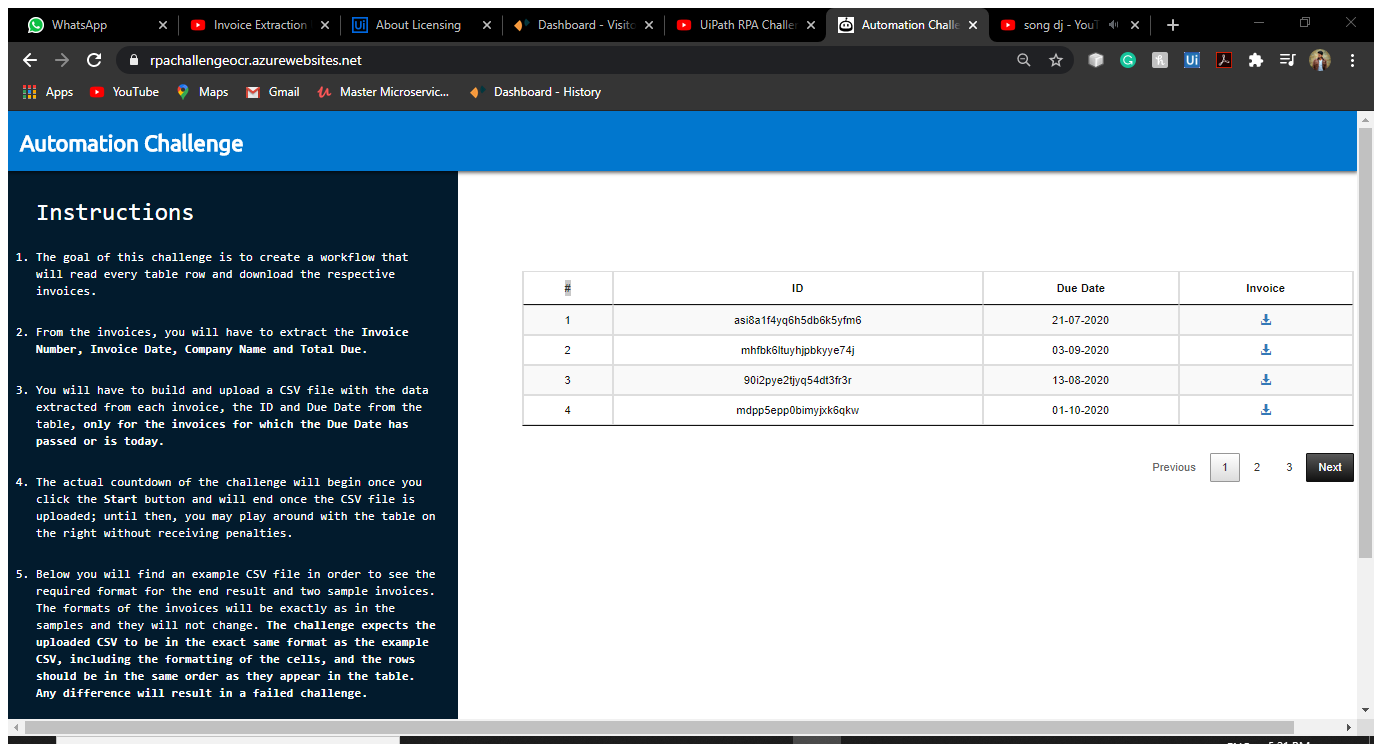 WhatsApp
Invoice Extraction
About Licensing
Dashboard - Visito
UiPath RPA Challe
Automation Challe
song dj - YouT
rpachallengeocr.azurewebsites.net
Apps
YouTube
Maps
Gmail
Master Microservic...
Dashboard - History
Automation Challenge
Instructions
1. The goal of this challenge is to create a workflow that
will read every table row and download the respective
invoices.
2. From the invoices, you will have to extract the Invoice
Number, Invoice Date, Company Name and Total Due.
3. You will have to build and upload a CSV file with the data
extracted from each invoice, the ID and Due Date from the
table, only for the invoices for which the Due Date has
passed or is today.
4. The actual countdown of the challenge will begin once you
click the Start button and will end once the CSV file is
uploaded; until then, you may play around with the table on
the right without receiving penalties.
5. Below you will find an example CSV file in order to see the
required format for the end result and two sample invoices.
The formats of the invoices will be exactly as in the
samples and they will not change. The challenge expects the
uploaded CSV to be in the exact same format as the example
CSV, including the formatting of the cells, and the rows
should be in the same order as they appear in the table.
Any difference will result in a failed challenge.
# ID Due Date Invoice
1 asi8a1f4yq6h5db6k5yfm6 21-07-2020
2 mhfbk6ltuyhjpbkyye74j 03-09-2020
3 90i2pye2tjyq54dt3fr3r 13-08-2020
4 mdpp5epp0bimyjxk6qkw 01-10-2020
Previous 1 2 3 Next